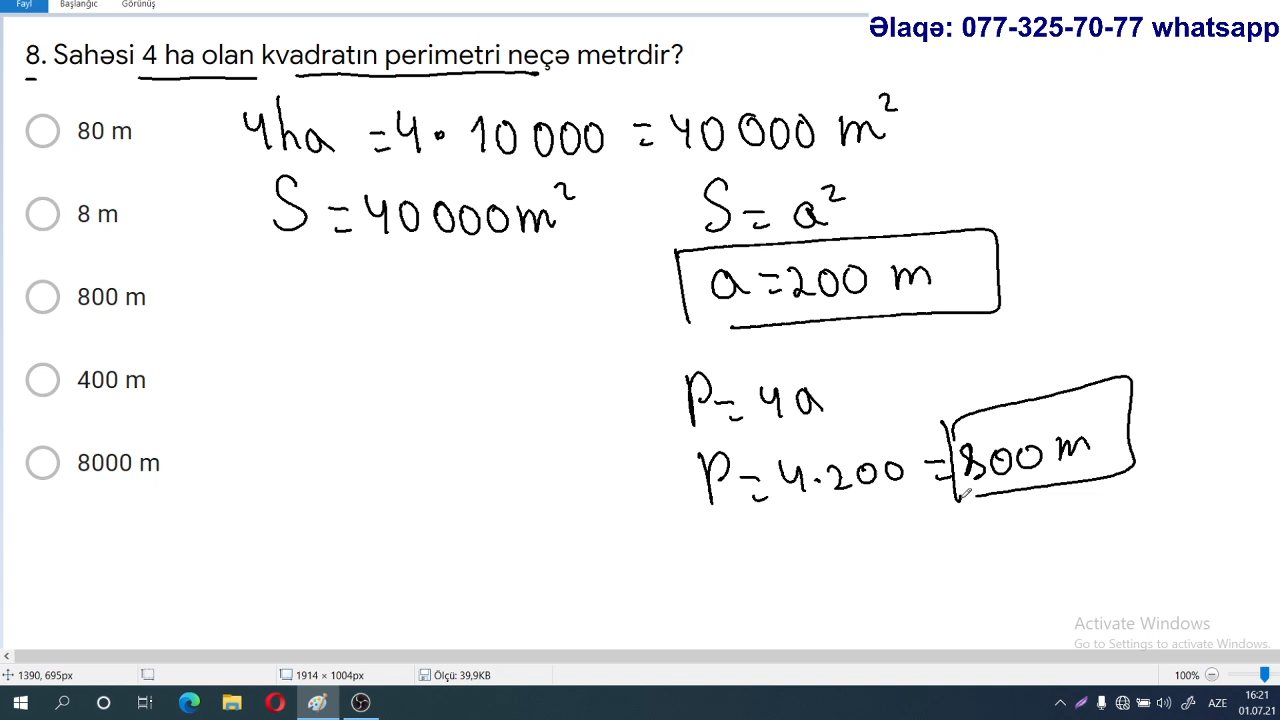 Fayl Başlanğıc Görünüş
Əlaqə: 077-325-70-77 whatsapp
8. Sahəsi 4 ha olan kvadratın perimetri neçə metrdir?
80 m
8 m
800 m
400 m
8000 m
4ha = 4 · 10 000 = 40 000 m²
S = 40 000 m²
S = a²
a = 200 m
P = 4a
P = 4 · 200 = 800 m
Activate Windows
Go to Settings to activate Windows.
1390, 695px
1914 × 1004px
Ölçü: 39,9KB
100%
AZE
16:21
01.07.21